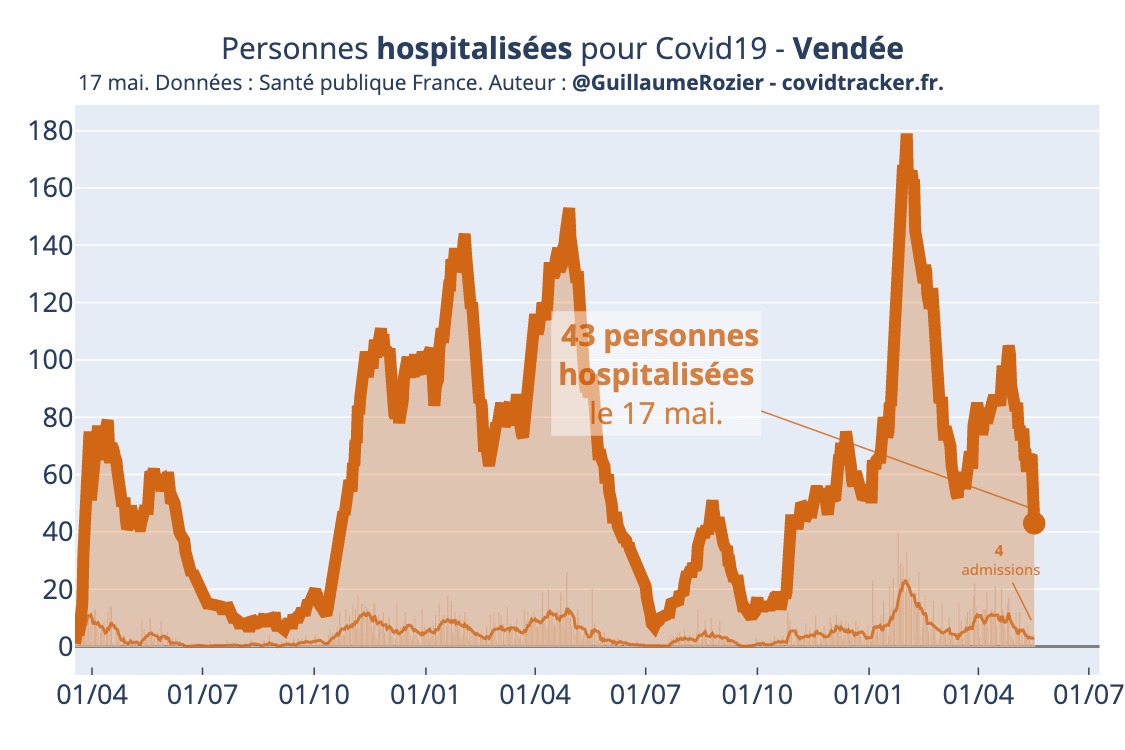 Personnes hospitalisées pour Covid19 - Vendée
17 mai. Données : Santé publique France. Auteur : @GuillaumeRozier - covidtracker.fr.
180
160
140
120
100
80
60
40
20
0
43 personnes
hospitalisées
le 17 mai.
4
admissions
01/04 01/07 01/10 01/01 01/04 01/07 01/10 01/01 01/04 01/07